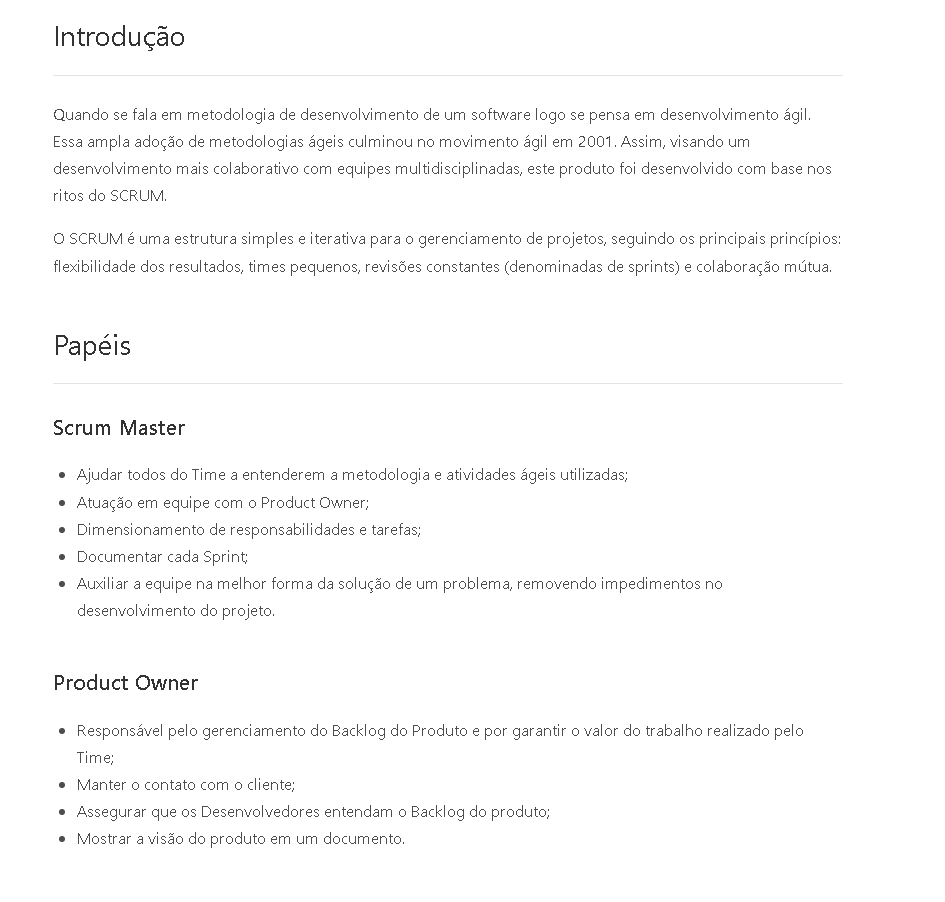 Introdução
Quando se fala em metodologia de desenvolvimento de um software logo se pensa em desenvolvimento ágil.
Essa ampla adoção de metodologias ágeis culminou no movimento ágil em 2001. Assim, visando um
desenvolvimento mais colaborativo com equipes multidisciplinadas, este produto foi desenvolvido com base nos
ritos do SCRUM.
O SCRUM é uma estrutura simples e iterativa para o gerenciamento de projetos, seguindo os principais princípios:
flexibilidade dos resultados, times pequenos, revisões constantes (denominadas de sprints) e colaboração mútua.
Papéis
Scrum Master
• Ajudar todos do Time a entenderem a metodologia e atividades ágeis utilizadas;
• Atuação em equipe com o Product Owner;
• Dimensionamento de responsabilidades e tarefas;
• Documentar cada Sprint;
• Auxiliar a equipe na melhor forma da solução de um problema, removendo impedimentos no
desenvolvimento do projeto.
Product Owner
• Responsável pelo gerenciamento do Backlog do Produto e por garantir o valor do trabalho realizado pelo
Time;
• Manter o contato com o cliente;
• Assegurar que os Desenvolvedores entendam o Backlog do produto;
• Mostrar a visão do produto em um documento.